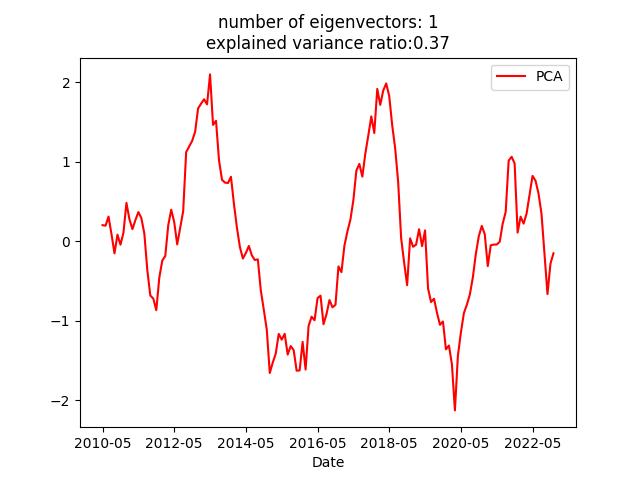 number of eigenvectors: 1
explained variance ratio:0.37
PCA
2
1
0
−1
−2
2010-05 2012-05 2014-05 2016-05 2018-05 2020-05 2022-05
Date